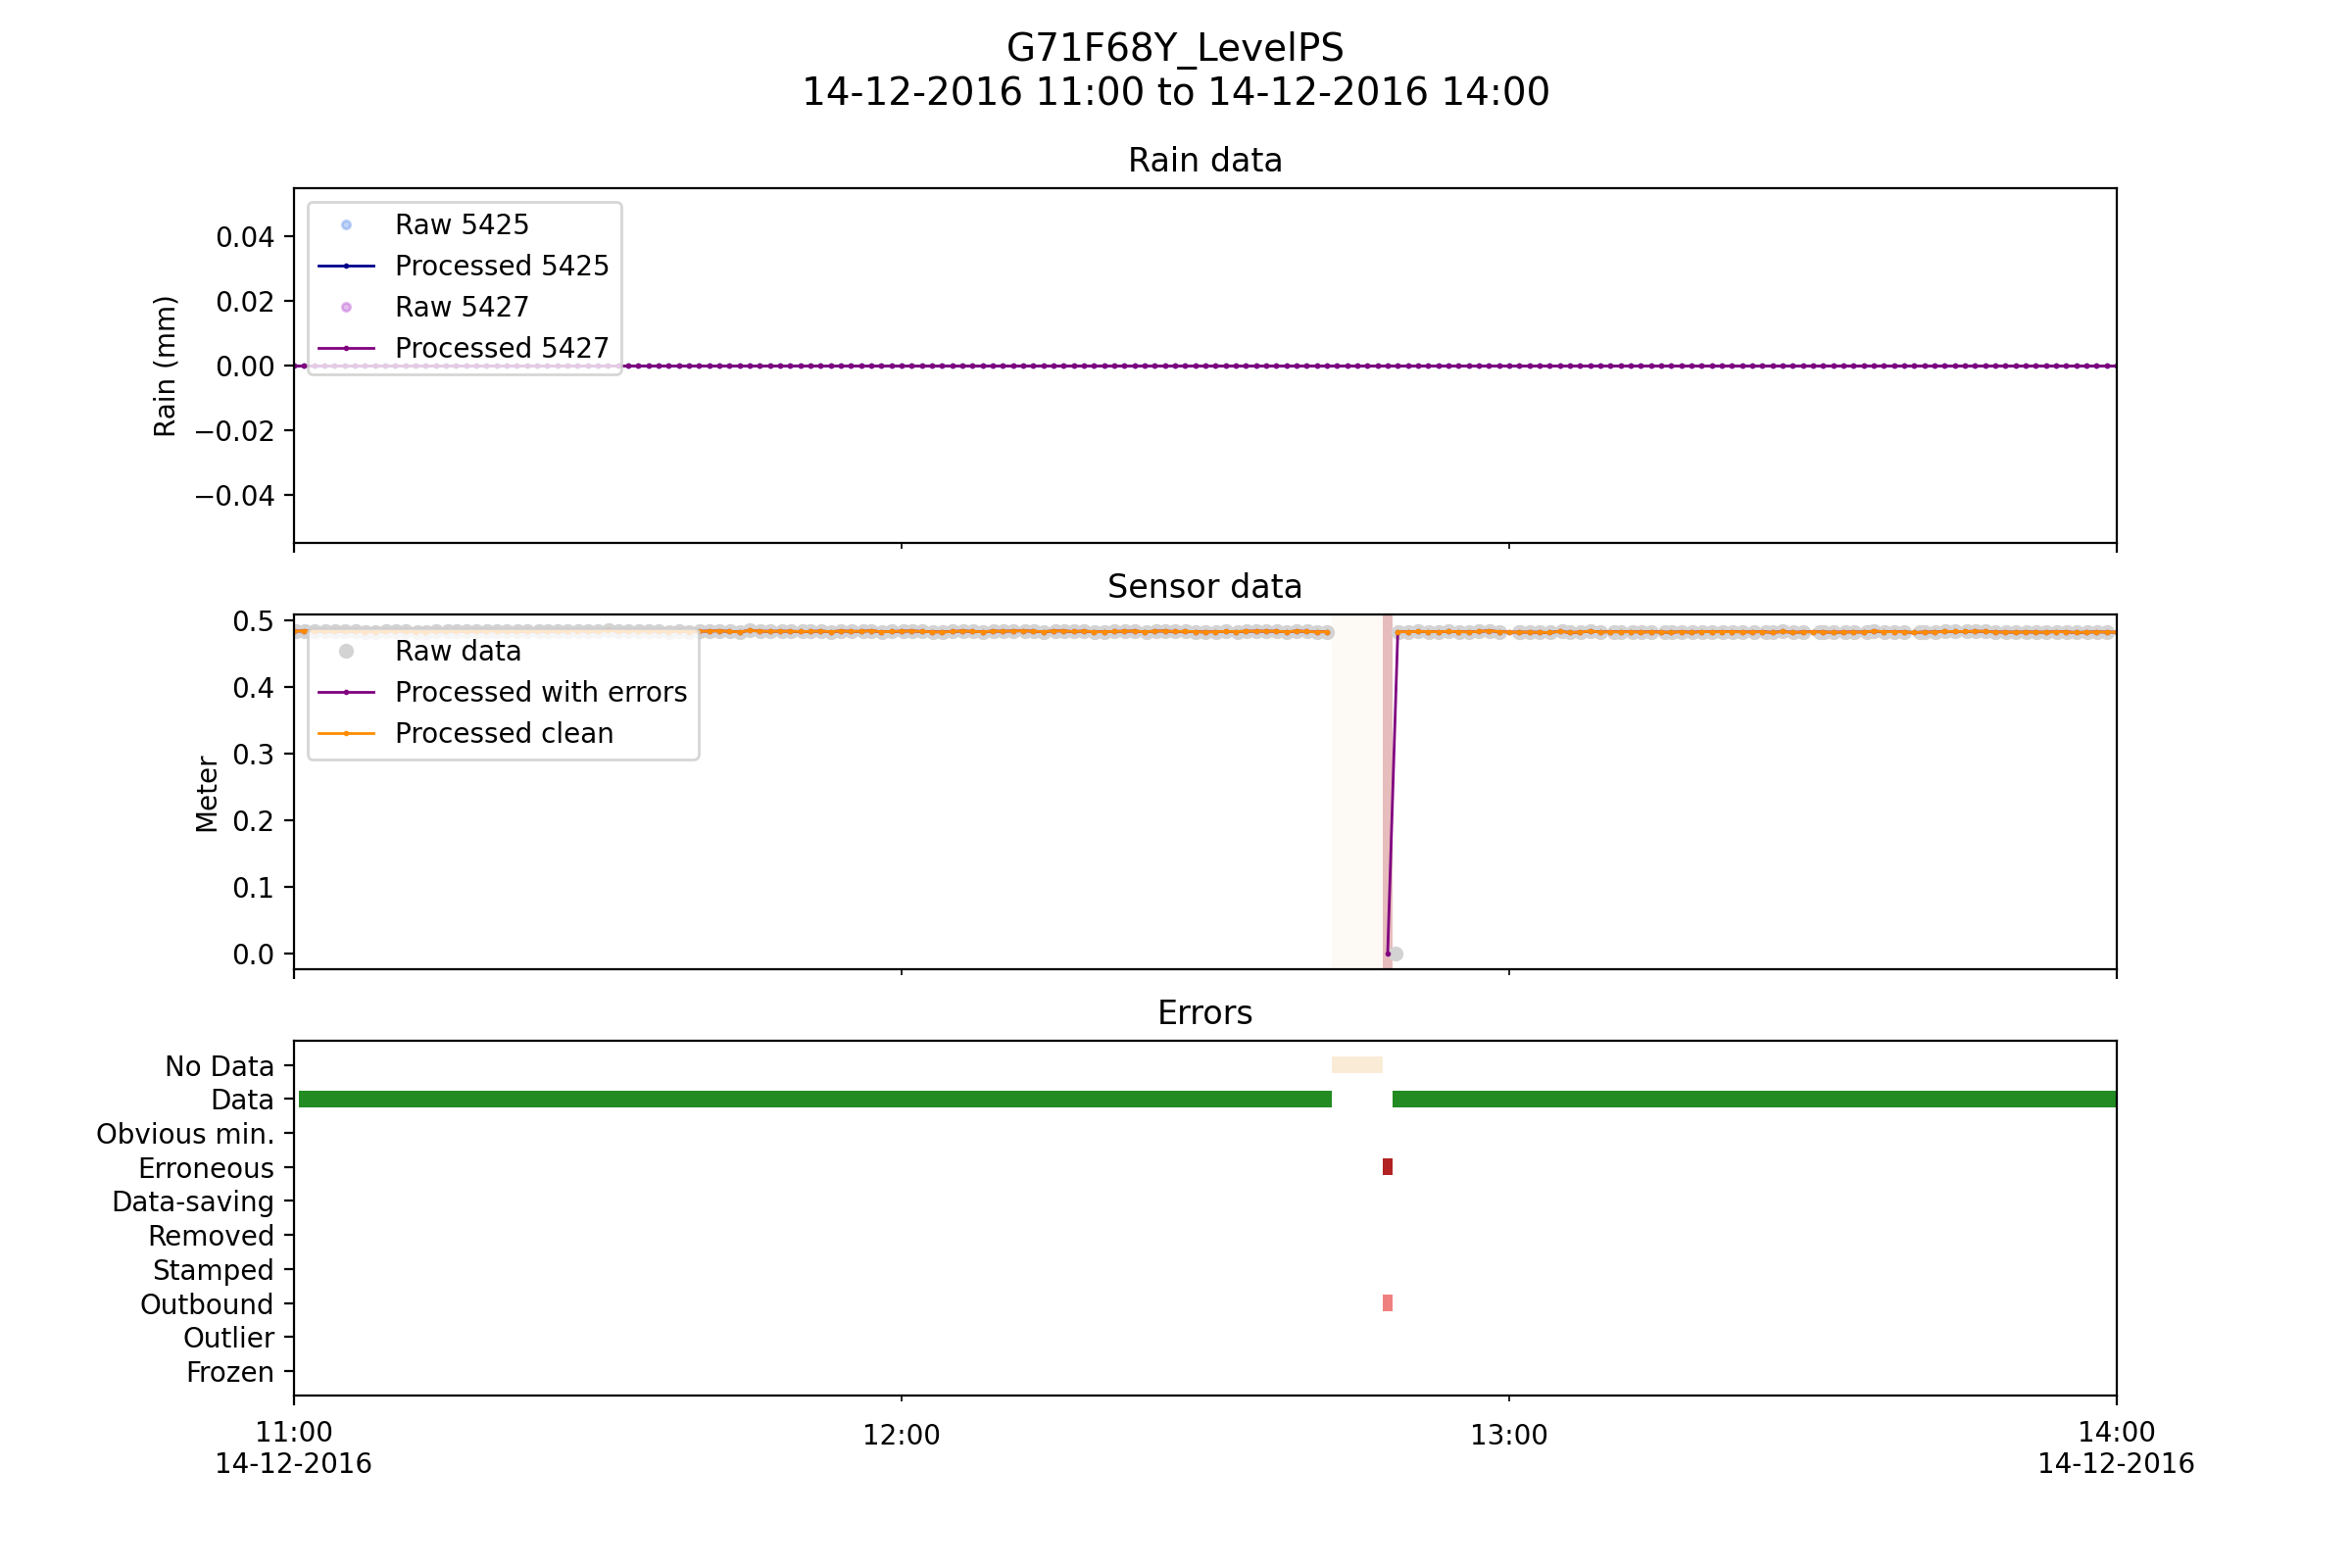 G71F68Y_LevelPS
14-12-2016 11:00 to 14-12-2016 14:00
Rain data
Raw 5425
Processed 5425
Raw 5427
Processed 5427
0.04
0.02
0.00
−0.02
−0.04
Rain (mm)
Sensor data
Raw data
Processed with errors
Processed clean
0.5
0.4
0.3
0.2
0.1
0.0
Meter
Errors
No Data
Data
Obvious min.
Erroneous
Data-saving
Removed
Stamped
Outbound
Outlier
Frozen
11:00
14-12-2016
12:00
13:00
14:00
14-12-2016